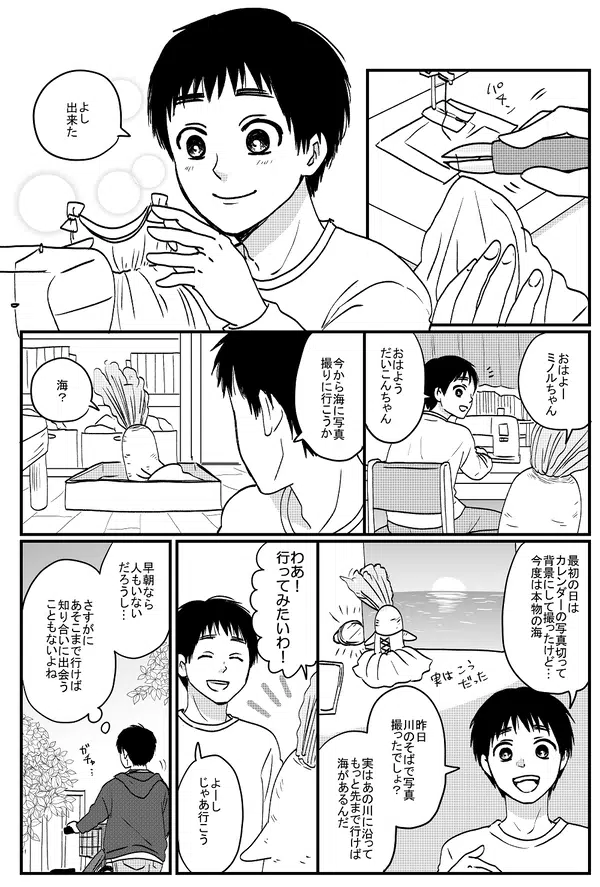 パチン
よし
出来た
おはよー
ミノルちゃん
おはよう
だいこんちゃん
今から海に写真
撮りに行こうか
海？
最初の日は
カレンダーの写真切って
背景にして撮ったけど…
今度は本物の海
実はこう
だった
昨日
川のそばで写真
撮ったでしょ？
実はあの川に沿って
もっと先まで行けば
海があるんだ
わあ！
行ってみたいわ！
よーし
じゃあ行こう
早朝なら
人もいない
だろうし…
さすがに
あそこまで行けば
知り合いに出会う
こともないよね
ガチャ…